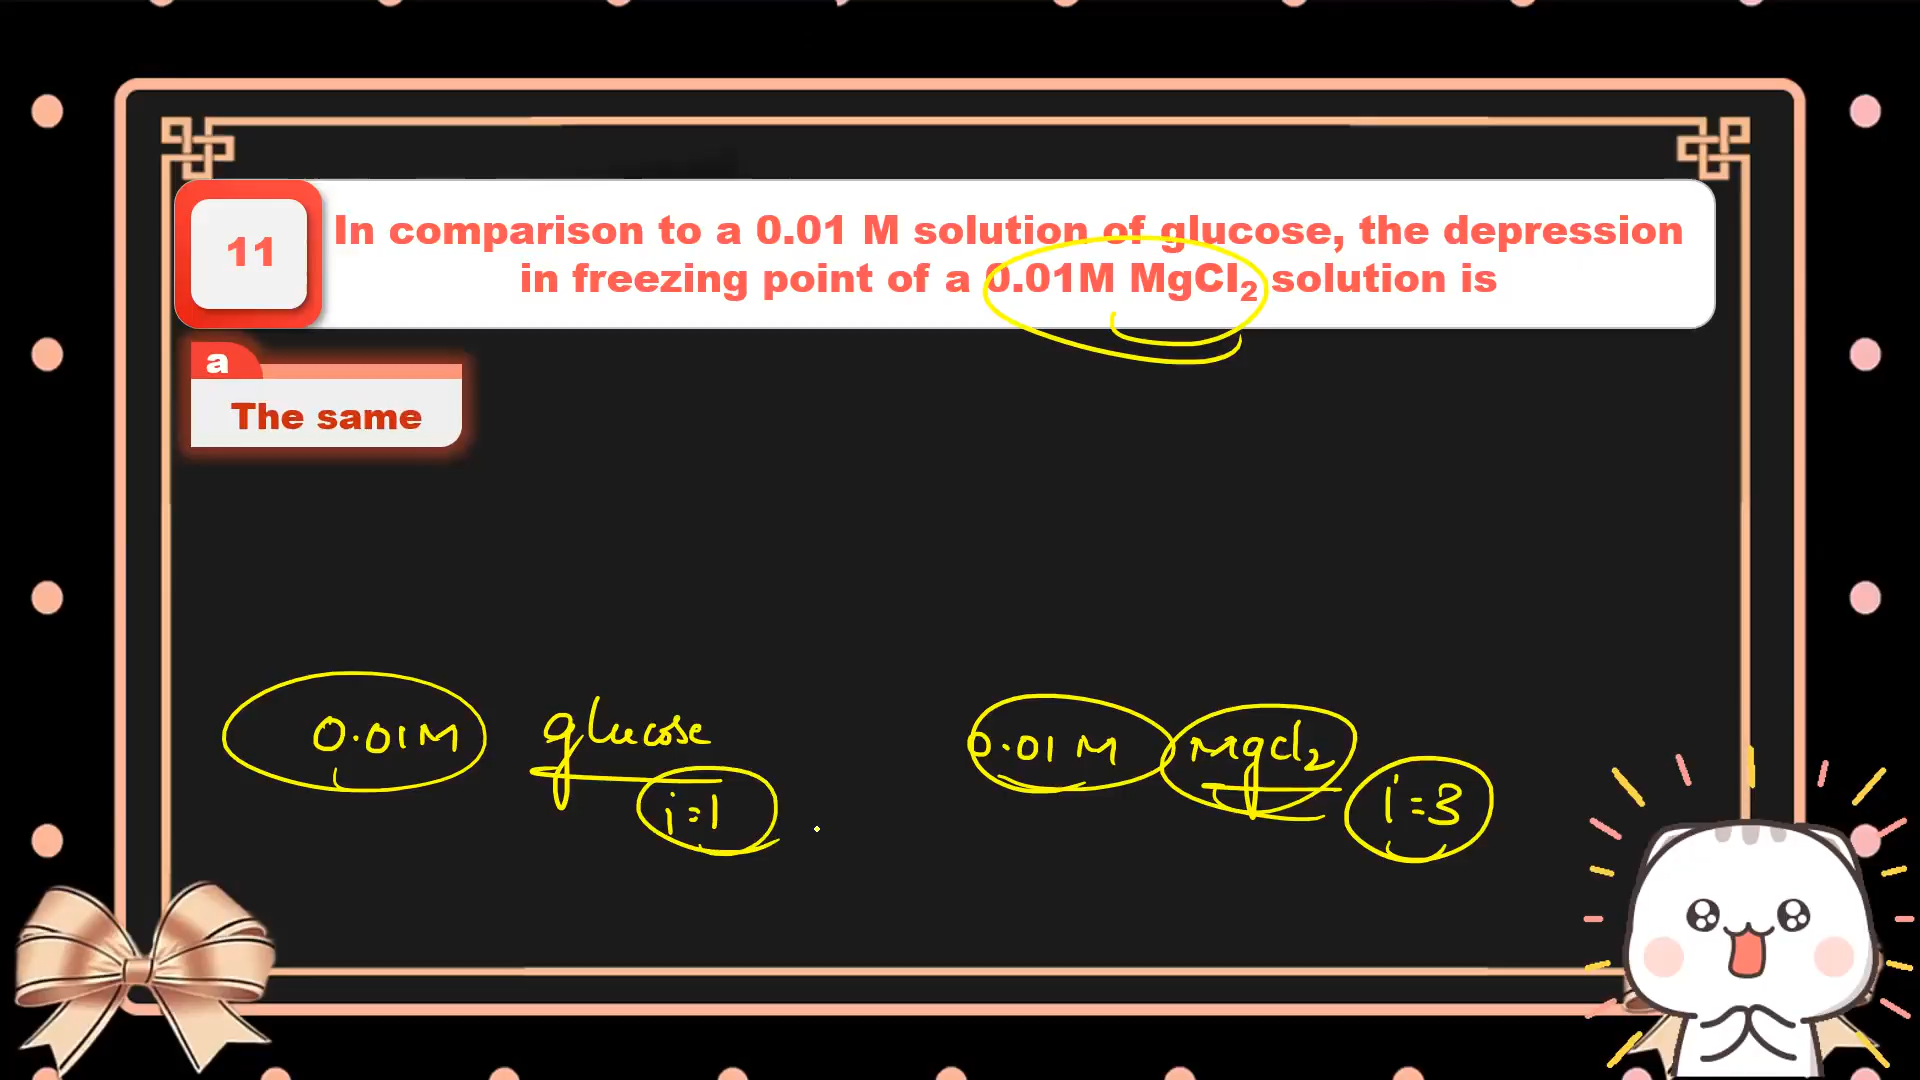 11
In comparison to a 0.01 M solution of glucose, the depression
in freezing point of a 0.01M MgCl₂ solution is
a
The same
0.01M glucose
i=1
0.01 M Mgcl₂
i=3